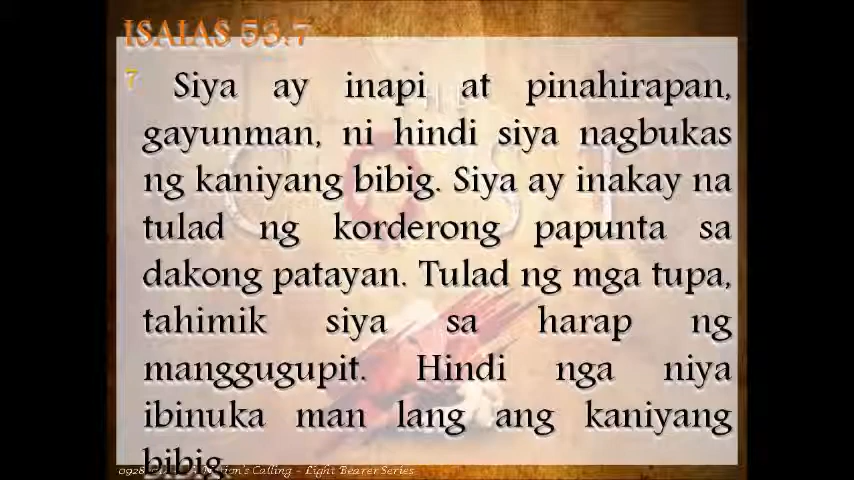 ISAIAS 53:7
7 Siya ay inapi at pinahirapan,
gayunman, ni hindi siya nagbukas
ng kaniyang bibig. Siya ay inakay na
tulad ng korderong papunta sa
dakong patayan. Tulad ng mga tupa,
tahimik siya sa harap ng
manggugupit. Hindi nga niya
ibinuka man lang ang kaniyang
bibig.
Calling - Light Bearer Series